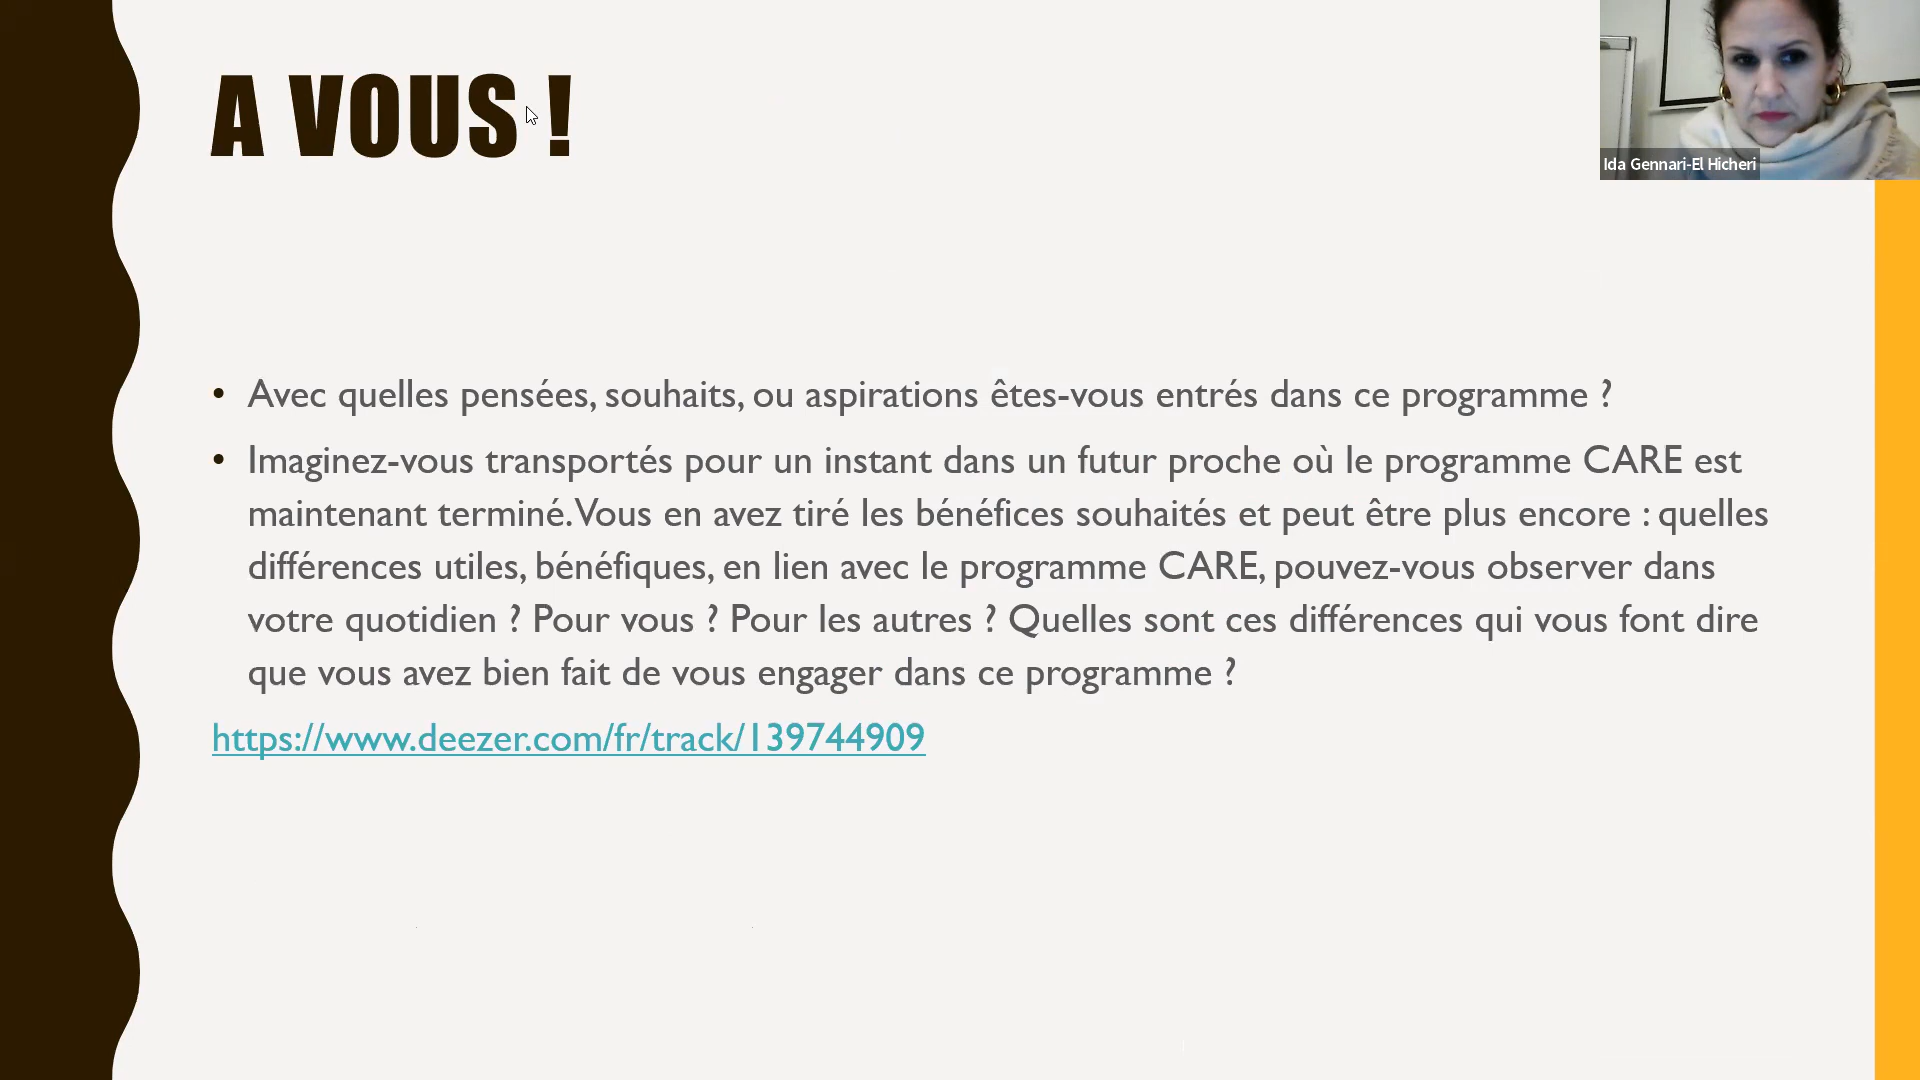 A VOUS !
Ida Gennari-El Hicheri
• Avec quelles pensées, souhaits, ou aspirations êtes-vous entrés dans ce programme ?
• Imaginez-vous transportés pour un instant dans un futur proche où le programme CARE est
maintenant terminé. Vous en avez tiré les bénéfices souhaités et peut être plus encore : quelles
différences utiles, bénéfiques, en lien avec le programme CARE, pouvez-vous observer dans
votre quotidien ? Pour vous ? Pour les autres ? Quelles sont ces différences qui vous font dire
que vous avez bien fait de vous engager dans ce programme ?
https://www.deezer.com/fr/track/139744909